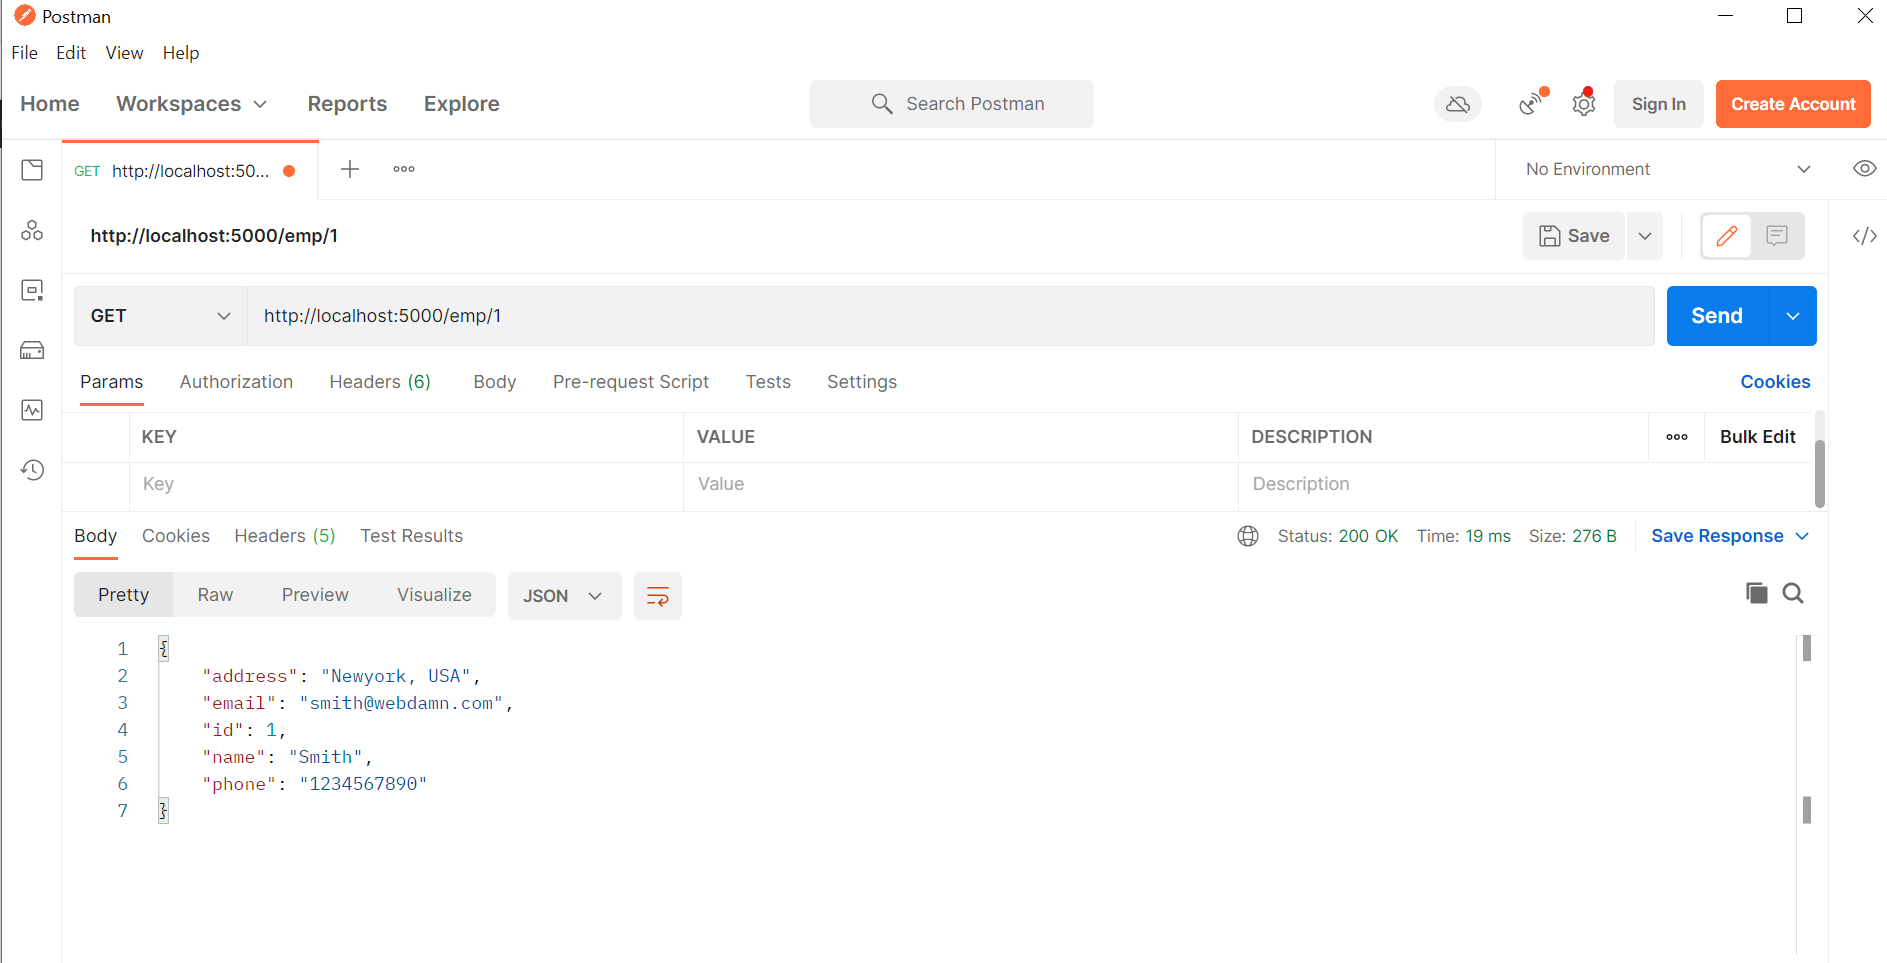 Postman
File Edit View Help
Home Workspaces Reports Explore Search Postman Sign In Create Account
GET http://localhost:50... No Environment
http://localhost:5000/emp/1 Save
GET http://localhost:5000/emp/1 Send
Params Authorization Headers (6) Body Pre-request Script Tests Settings Cookies
KEY VALUE DESCRIPTION Bulk Edit
Key Value Description
Body Cookies Headers (5) Test Results Status: 200 OK Time: 19 ms Size: 276 B Save Response
Pretty Raw Preview Visualize JSON
1 {
2 "address": "Newyork, USA",
3 "email": "smith@webdamn.com",
4 "id": 1,
5 "name": "Smith",
6 "phone": "1234567890"
7 }